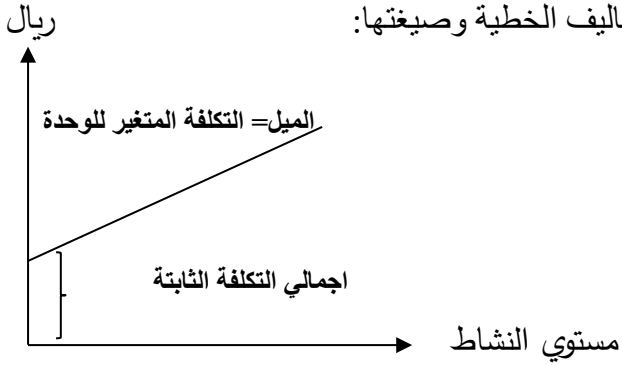 اليف الخطية وصيغتها:
ريال
الميل= التكلفة المتغير للوحدة
اجمالي التكلفة الثابتة
مستوي النشاط